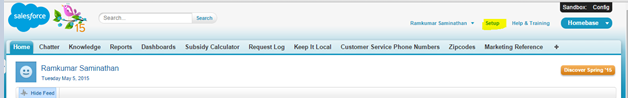 Sandbox: Config
salesforce
15
Search...
Search
Ramkumar Saminathan
Setup
Help & Training
Homebase
Home Chatter Knowledge Reports Dashboards Subsidy Calculator Request Log Keep It Local Customer Service Phone Numbers Zipcodes Marketing Reference +
Ramkumar Saminathan
Tuesday May 5, 2015
Discover Spring '15
Hide Feed